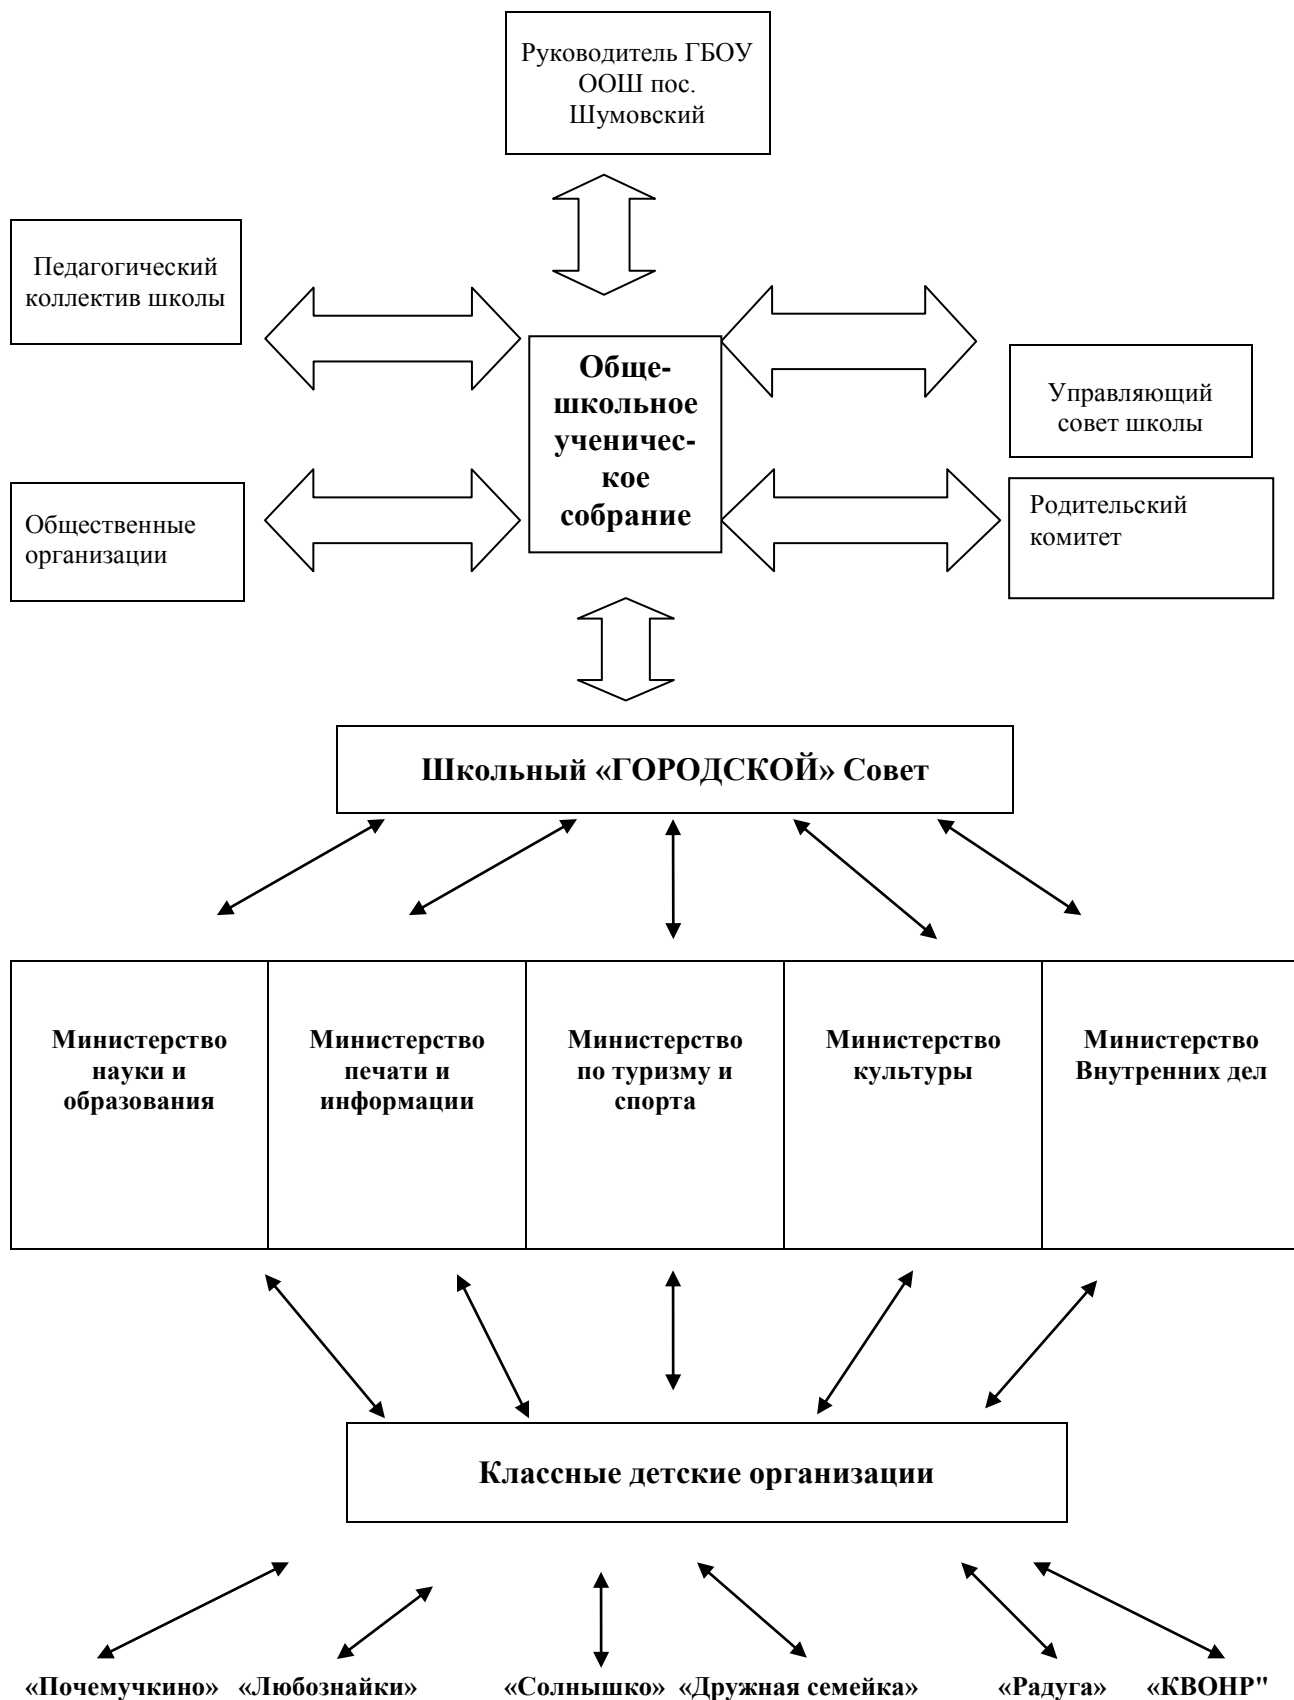 Руководитель ГБОУ
ООШ пос.
Шумовский
Педагогический
коллектив школы
Обще-
школьное
ученичес-
кое
собрание
Управляющий
совет школы
Общественные
организации
Родительский
комитет
Школьный «ГОРОДСКОЙ» Совет
Министерство
науки и
образования
Министерство
печати и
информации
Министерство
по туризму и
спорта
Министерство
культуры
Министерство
Внутренних дел
Классные детские организации
«Почемучкино» «Любознайки» «Солнышко» «Дружная семейка» «Радуга» «КВОНР"